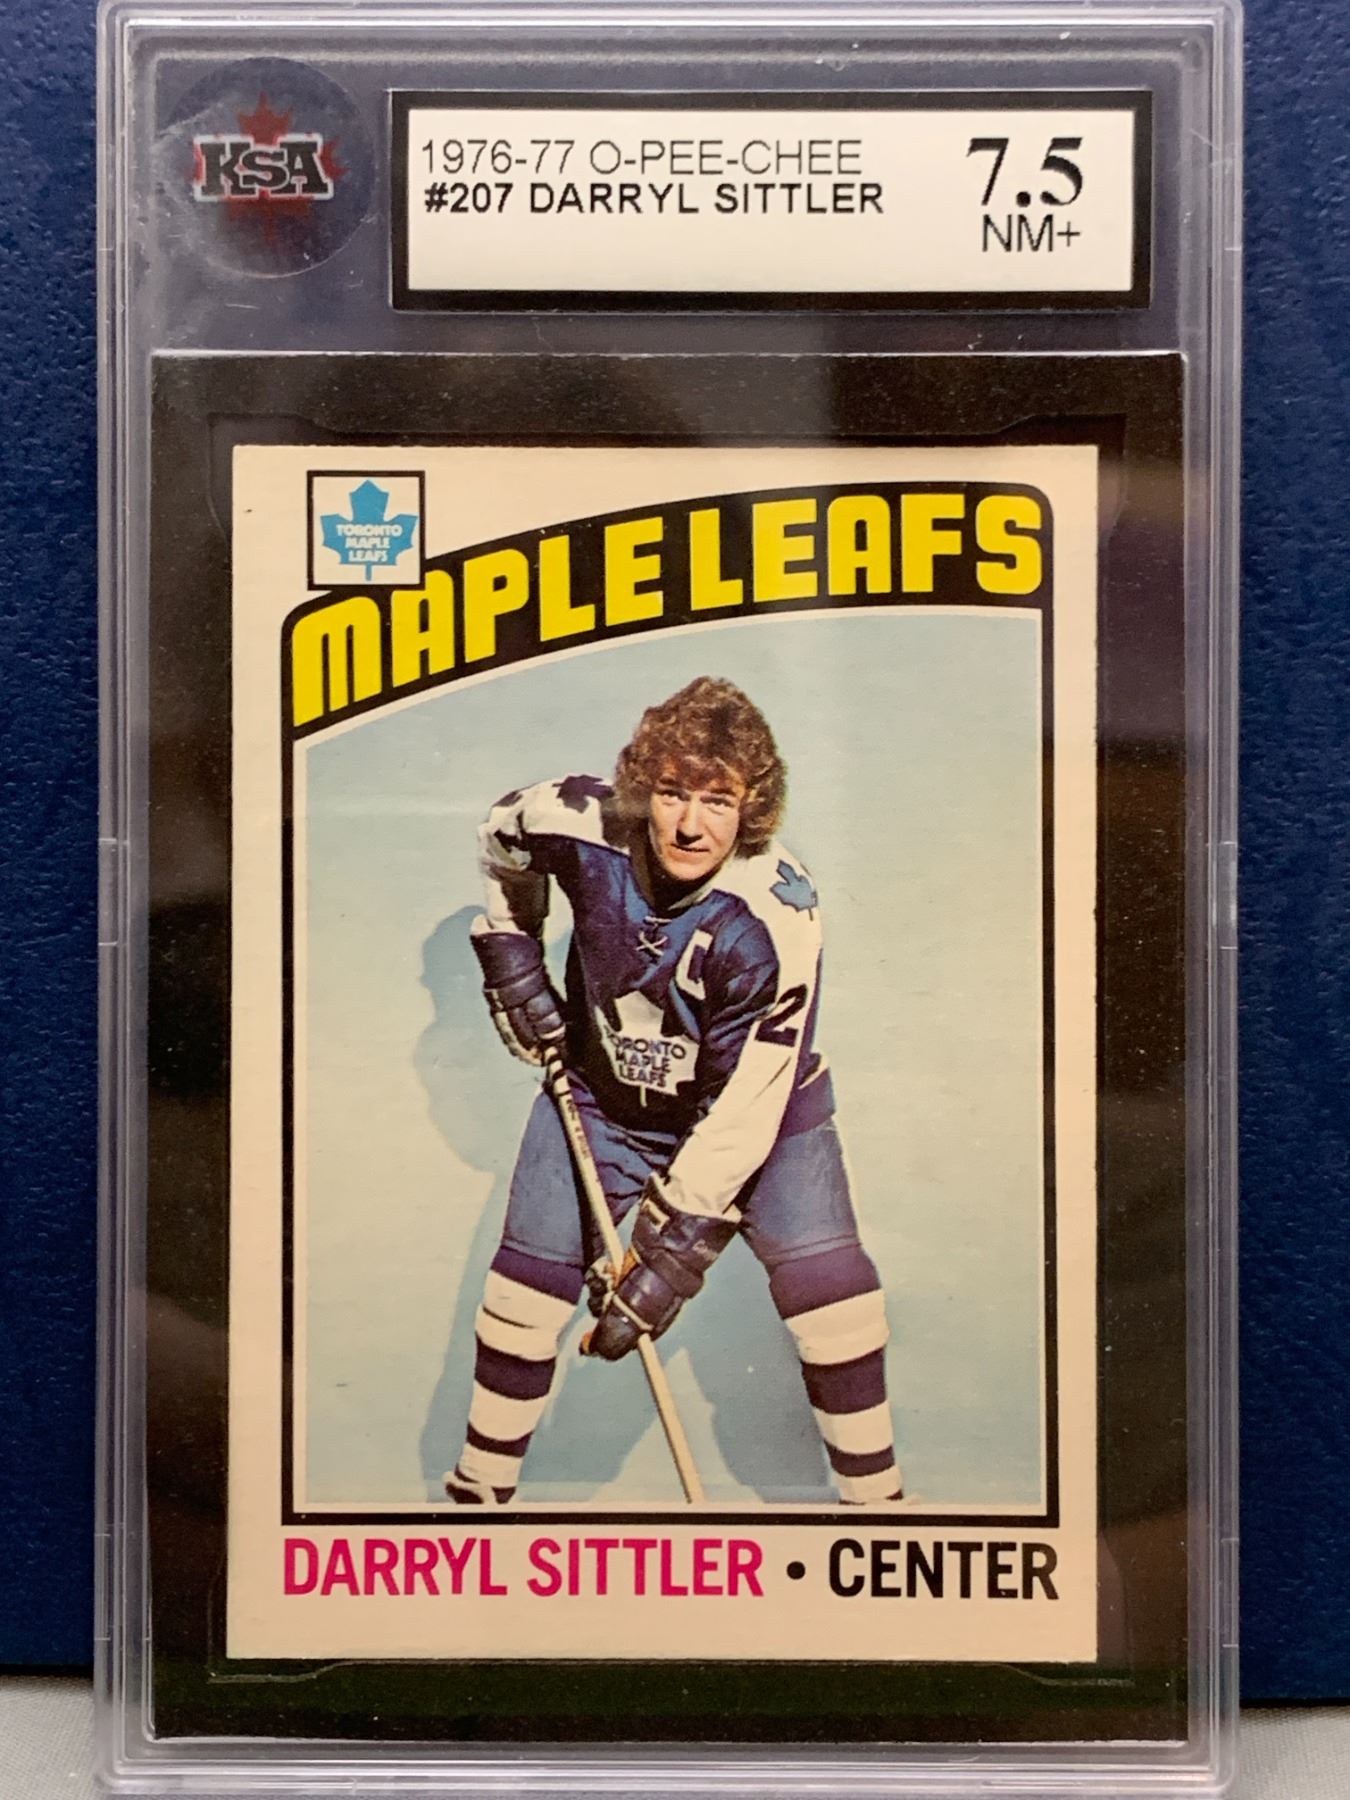 KSA
1976-77 O-PEE-CHEE
#207 DARRYL SITTLER
7.5
NM+
TORONTO
MAPLE
LEAFS
MAPLE LEAFS
C
2
TORONTO
MAPLE
LEAFS
DARRYL SITTLER • CENTER